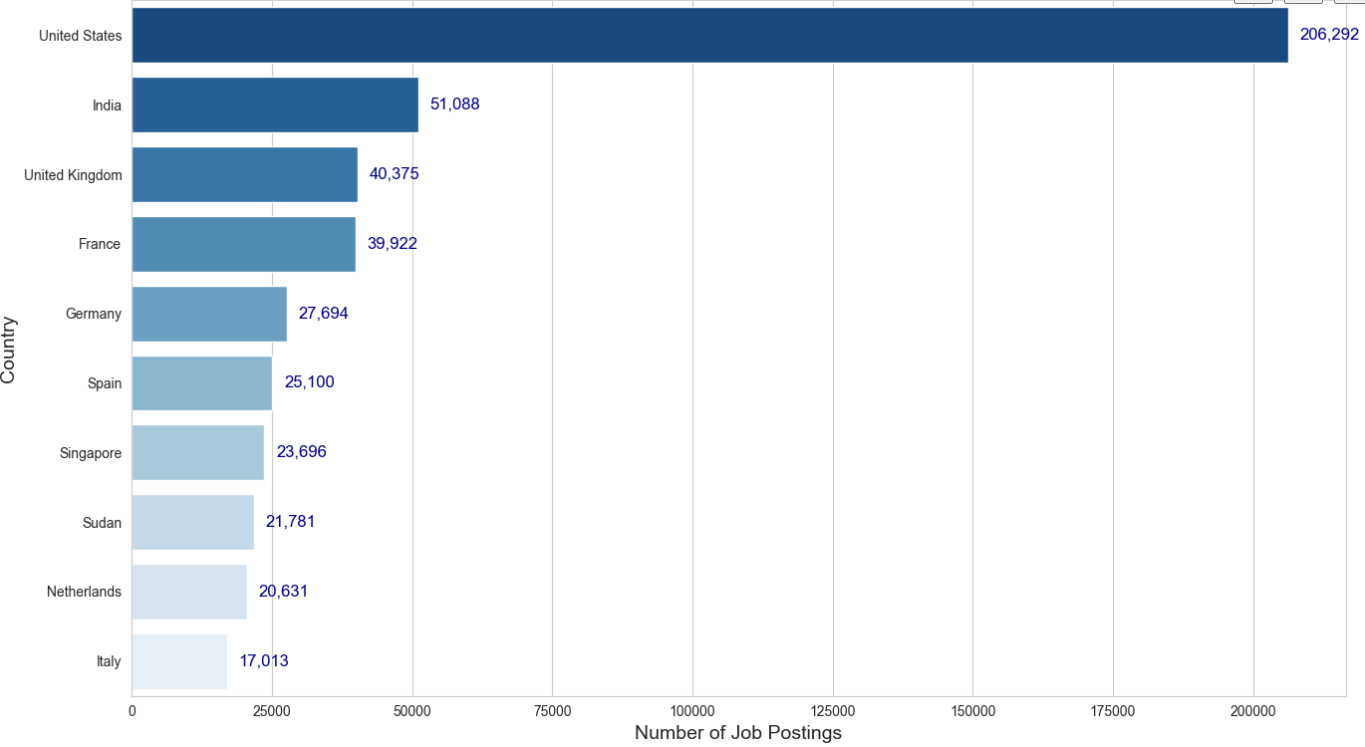 United States 206,292
India 51,088
United Kingdom 40,375
France 39,922
Germany 27,694
Spain 25,100
Singapore 23,696
Sudan 21,781
Netherlands 20,631
Italy 17,013
Country
0 25000 50000 75000 100000 125000 150000 175000 200000
Number of Job Postings